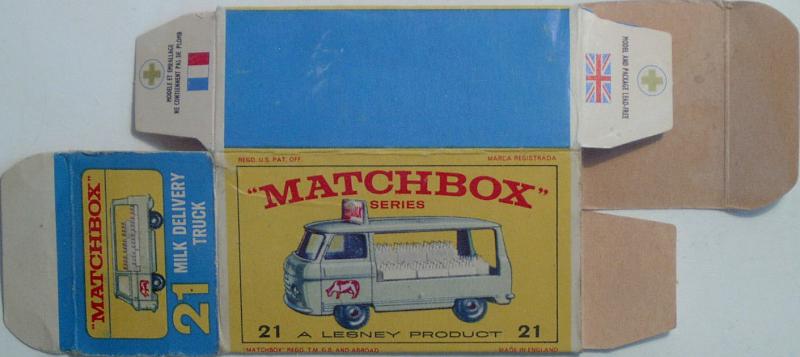 MODELE ET EMBALLAGE
NE CONTIENNENT PAS DE PLOMB
MODEL AND PACKAGE LEAD-FREE
"MATCHBOX"
21 MILK DELIVERY
TRUCK
REGD. U.S. PAT. OFF.
MARCA REGISTRADA
"MATCHBOX"
SERIES
MILK
21 A LESNEY PRODUCT 21
"MATCHBOX" REGD. T.M. G.B. AND ABROAD
MADE IN ENGLAND